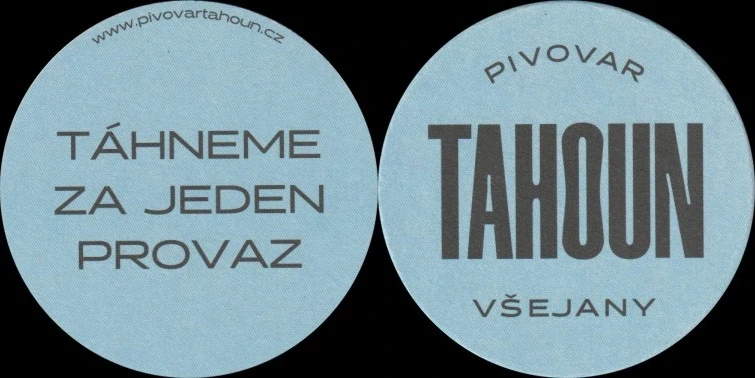 www.pivovartahoun.cz
TÁHNEME
ZA JEDEN
PROVAZ
PIVOVAR
TAHOUN
VŠEJANY